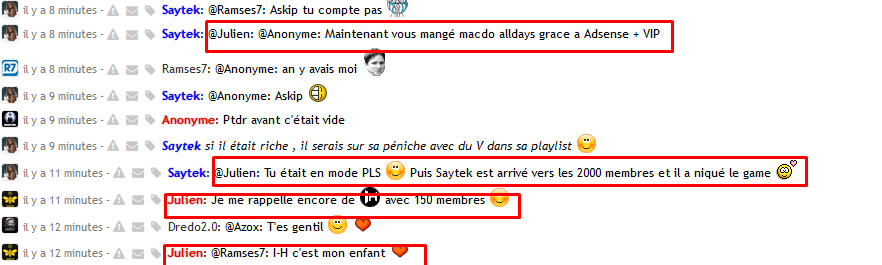 il y a 8 minutes - Saytek: @Ramses7: Askip tu compte pas
il y a 8 minutes - Saytek: @Julien: @Anonyme: Maintenant vous mangé macdo alldays grace a Adsense + VIP
R7 il y a 8 minutes - Ramses7: @Anonyme: an y avais moi
il y a 9 minutes - Saytek: @Anonyme: Askip
il y a 9 minutes - Anonyme: Ptdr avant c'était vide
il y a 9 minutes - Saytek si il était riche , il serais sur sa péniche avec du V dans sa playlist
il y a 11 minutes - Saytek: @Julien: Tu était en mode PLS Puis Saytek est arrivé vers les 2000 membres et il a niqué le game
il y a 11 minutes - Julien: Je me rappelle encore de avec 150 membres
il y a 12 minutes - Dredo2.0: @Azox: T'es gentil
il y a 12 minutes - Julien: @Ramses7: I-H c'est mon enfant